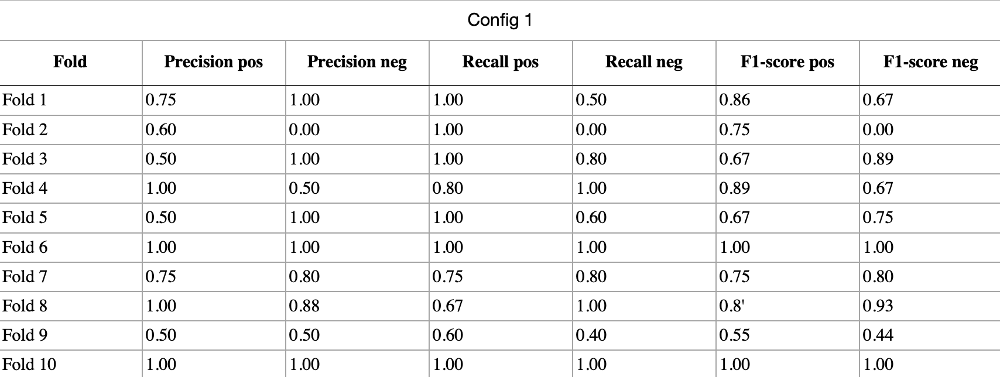 Config 1
Fold Precision pos Precision neg Recall pos Recall neg F1-score pos F1-score neg
Fold 1 0.75 1.00 1.00 0.50 0.86 0.67
Fold 2 0.60 0.00 1.00 0.00 0.75 0.00
Fold 3 0.50 1.00 1.00 0.80 0.67 0.89
Fold 4 1.00 0.50 0.80 1.00 0.89 0.67
Fold 5 0.50 1.00 1.00 0.60 0.67 0.75
Fold 6 1.00 1.00 1.00 1.00 1.00 1.00
Fold 7 0.75 0.80 0.75 0.80 0.75 0.80
Fold 8 1.00 0.88 0.67 1.00 0.8' 0.93
Fold 9 0.50 0.50 0.60 0.40 0.55 0.44
Fold 10 1.00 1.00 1.00 1.00 1.00 1.00